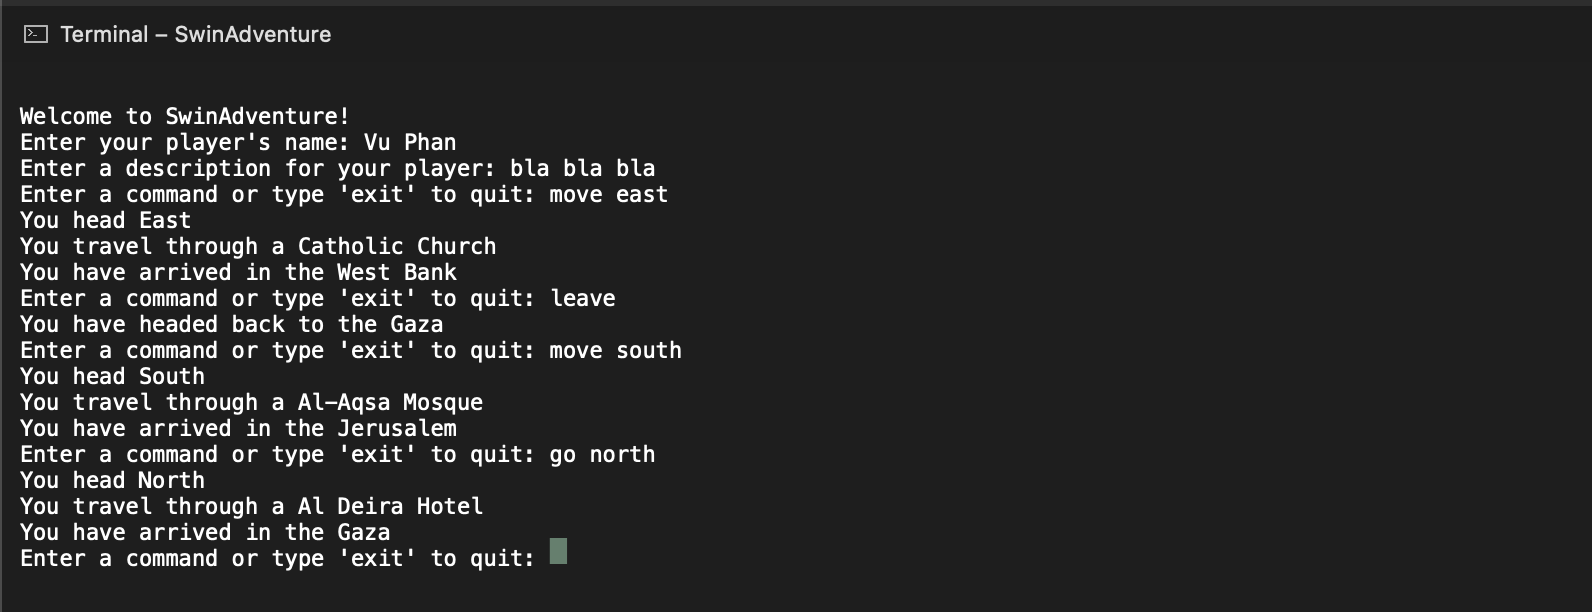 Terminal – SwinAdventure
Welcome to SwinAdventure!
Enter your player's name: Vu Phan
Enter a description for your player: bla bla bla
Enter a command or type 'exit' to quit: move east
You head East
You travel through a Catholic Church
You have arrived in the West Bank
Enter a command or type 'exit' to quit: leave
You have headed back to the Gaza
Enter a command or type 'exit' to quit: move south
You head South
You travel through a Al-Aqsa Mosque
You have arrived in the Jerusalem
Enter a command or type 'exit' to quit: go north
You head North
You travel through a Al Deira Hotel
You have arrived in the Gaza
Enter a command or type 'exit' to quit: